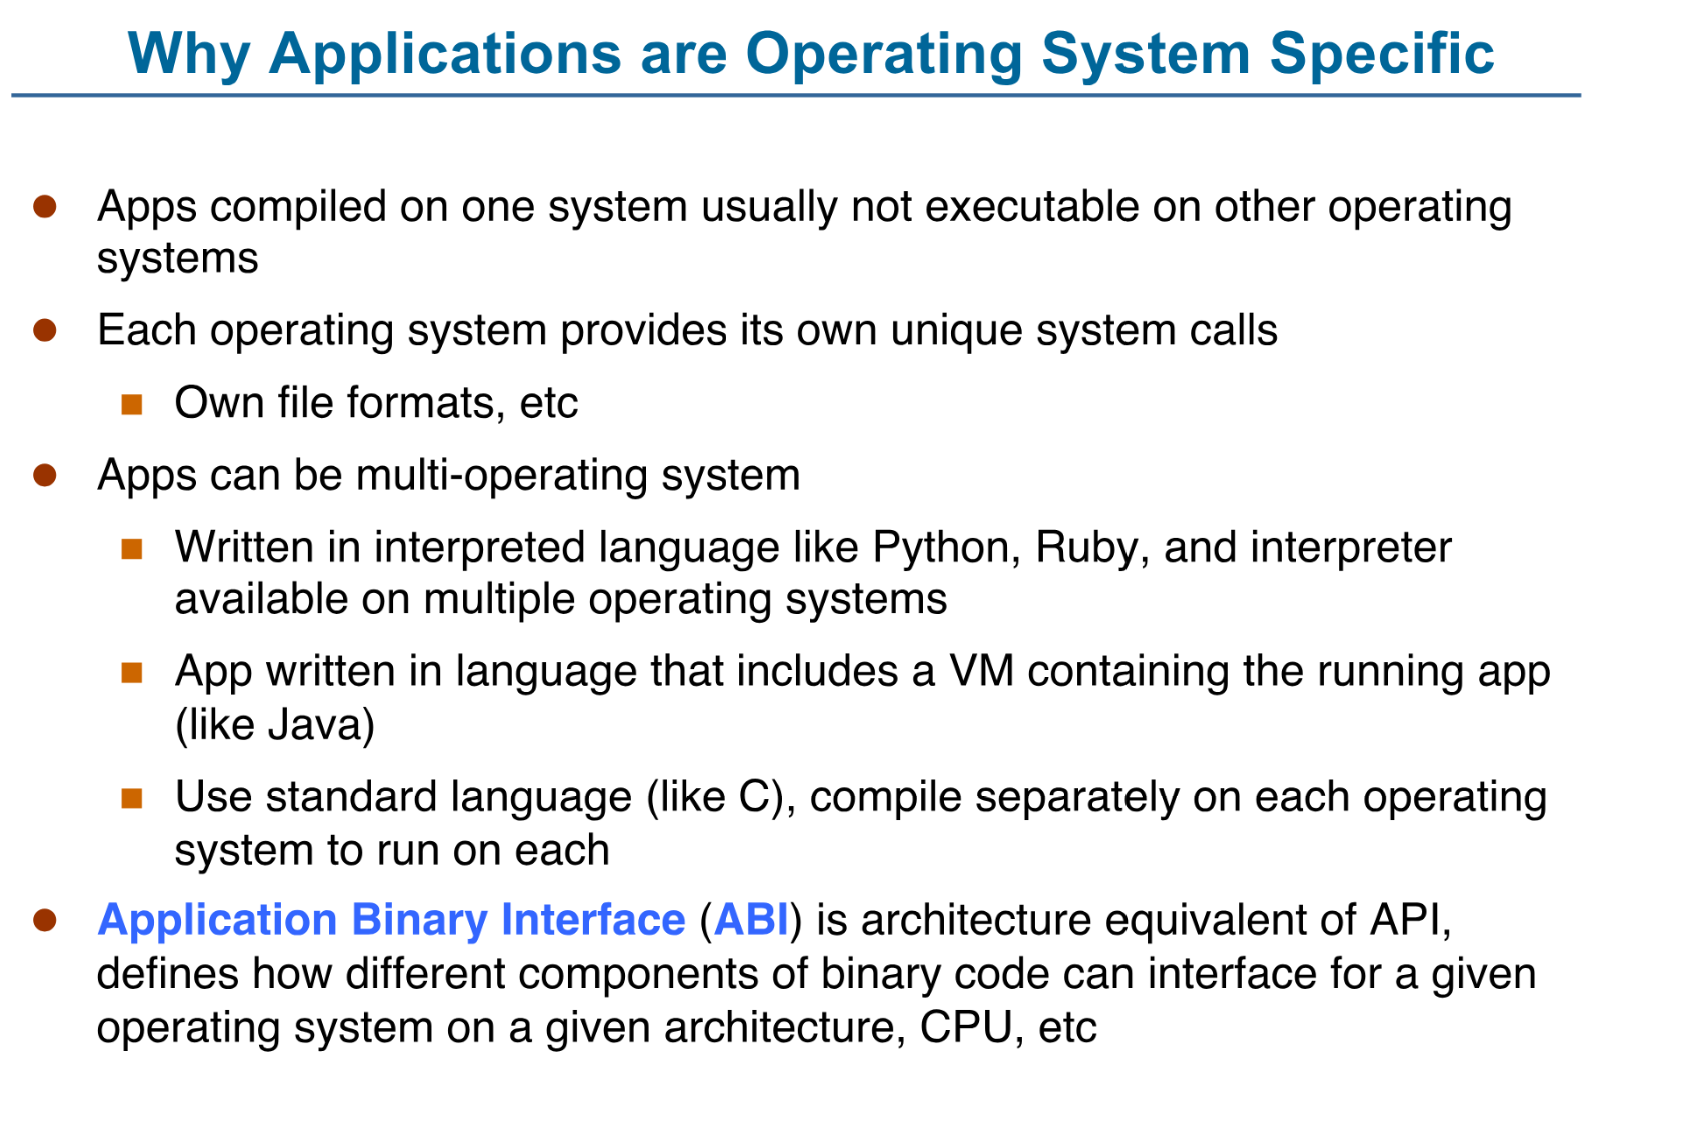 Why Applications are Operating System Specific
Apps compiled on one system usually not executable on other operating
systems
Each operating system provides its own unique system calls
Own file formats, etc
Apps can be multi-operating system
Written in interpreted language like Python, Ruby, and interpreter
available on multiple operating systems
App written in language that includes a VM containing the running app
(like Java)
Use standard language (like C), compile separately on each operating
system to run on each
Application Binary Interface (ABI) is architecture equivalent of API,
defines how different components of binary code can interface for a given
operating system on a given architecture, CPU, etc